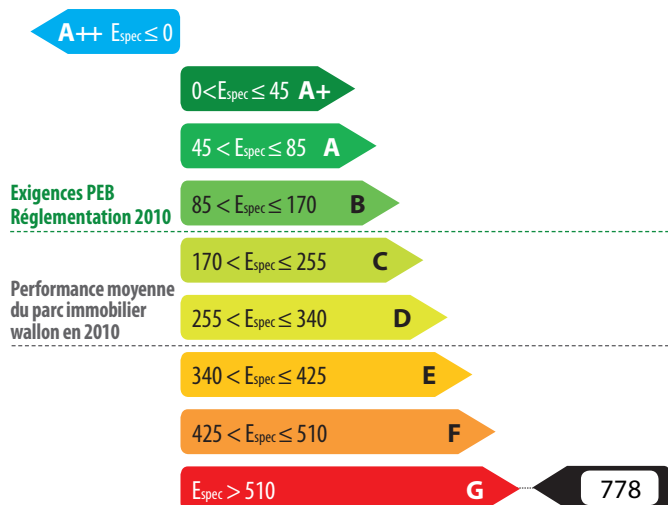 A++ Espec ≤ 0
0<Espec ≤ 45 A+
45 < Espec ≤ 85 A
Exigences PEB
Réglementation 2010
85 < Espec ≤ 170 B
170 < Espec ≤ 255 C
Performance moyenne
du parc immobilier
wallon en 2010
255 < Espec ≤ 340 D
340 < Espec ≤ 425 E
425 < Espec ≤ 510 F
Espec > 510 G 778